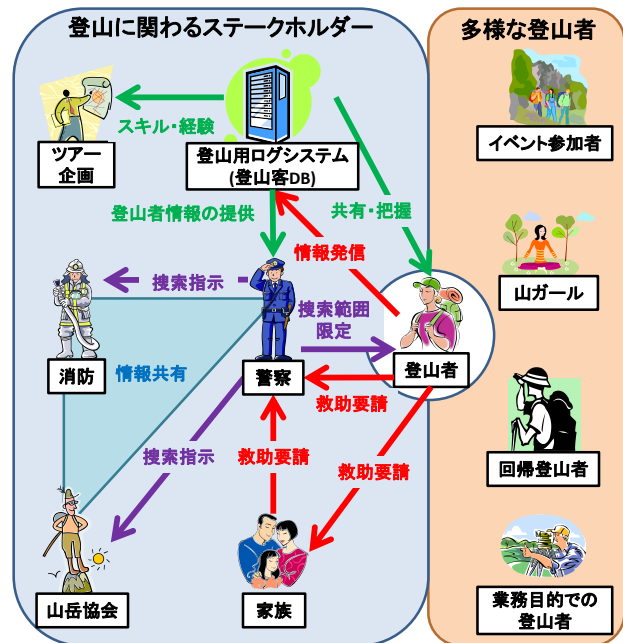 登山に関わるステークホルダー
多様な登山者
スキル・経験
ツアー
企画
登山用ログシステム
(登山客DB)
イベント参加者
登山者情報の提供
共有・把握
情報発信
捜索指示
捜索範囲
限定
山ガール
消防
情報共有
警察
登山者
救助要請
捜索指示
救助要請
救助要請
回帰登山者
山岳協会
家族
業務目的での
登山者